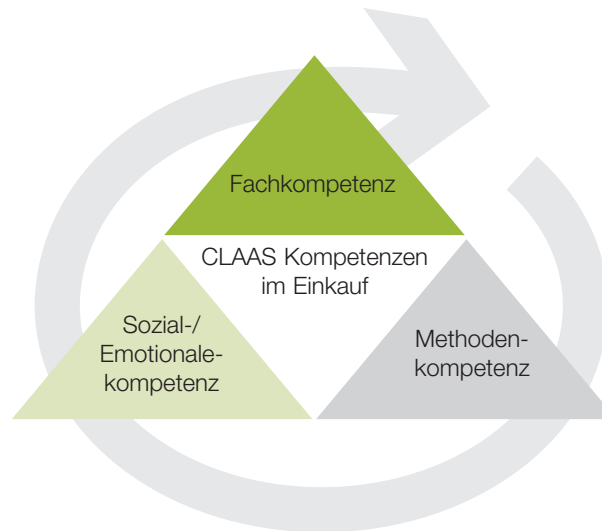 Fachkompetenz
CLAAS Kompetenzen
im Einkauf
Sozial-/
Emotionale-
kompetenz
Methoden-
kompetenz